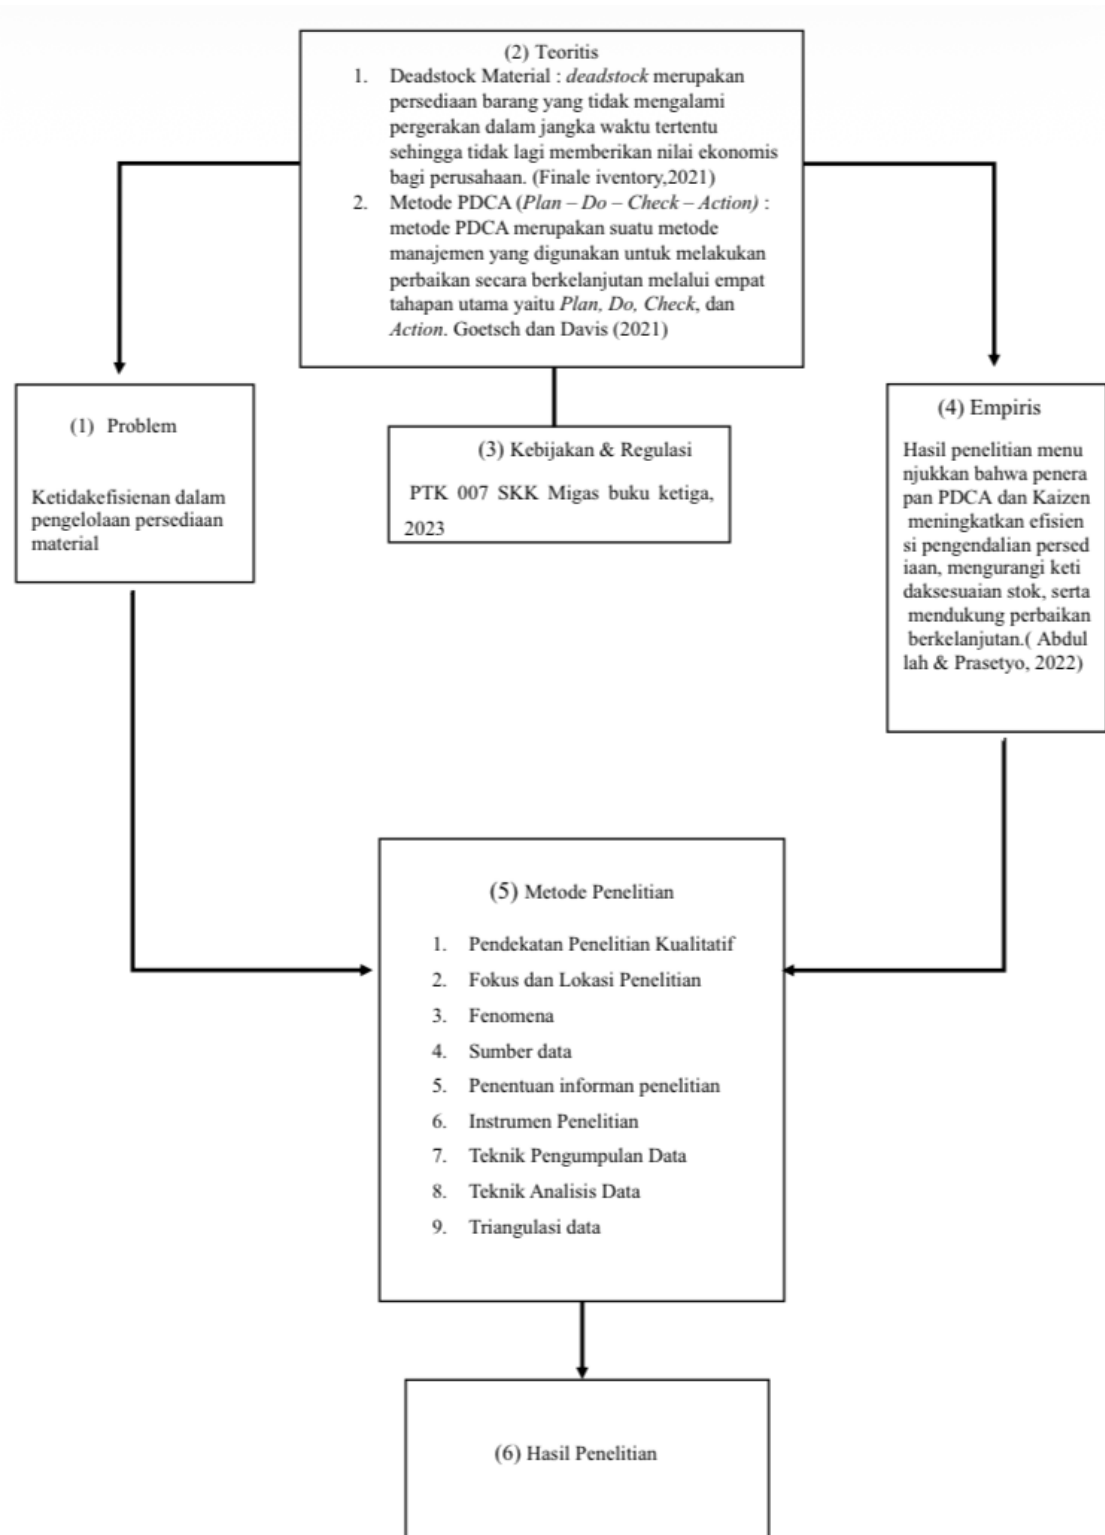 (2) Teoritis
1. Deadstock Material : deadstock merupakan
persediaan barang yang tidak mengalami
pergerakan dalam jangka waktu tertentu
sehingga tidak lagi memberikan nilai ekonomis
bagi perusahaan. (Finale iventory,2021)
2. Metode PDCA (Plan – Do – Check – Action) :
metode PDCA merupakan suatu metode
manajemen yang digunakan untuk melakukan
perbaikan secara berkelanjutan melalui empat
tahapan utama yaitu Plan, Do, Check, dan
Action. Goetsch dan Davis (2021)
(1) Problem
Ketidakefisienan dalam
pengelolaan persediaan
material
(3) Kebijakan & Regulasi
PTK 007 SKK Migas buku ketiga,
2023
(4) Empiris
Hasil penelitian menu
njukkan bahwa penera
pan PDCA dan Kaizen
meningkatkan efisien
si pengendalian persed
iaan, mengurangi keti
daksesuaian stok, serta
mendukung perbaikan
berkelanjutan.( Abdul
lah & Prasetyo, 2022)
(5) Metode Penelitian
1. Pendekatan Penelitian Kualitatif
2. Fokus dan Lokasi Penelitian
3. Fenomena
4. Sumber data
5. Penentuan informan penelitian
6. Instrumen Penelitian
7. Teknik Pengumpulan Data
8. Teknik Analisis Data
9. Triangulasi data
(6) Hasil Penelitian